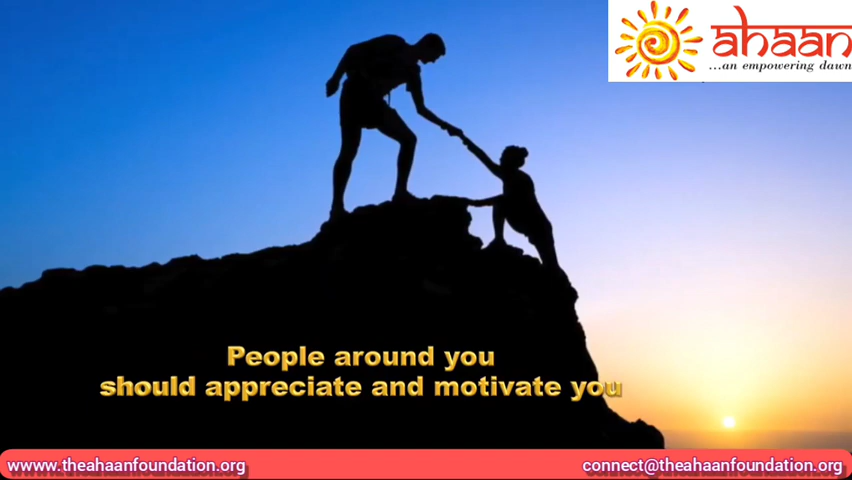 ahaan
...an empowering dawn
People around you
should appreciate and motivate you
www.theahaanfoundation.org
connect@theahaanfoundation.org